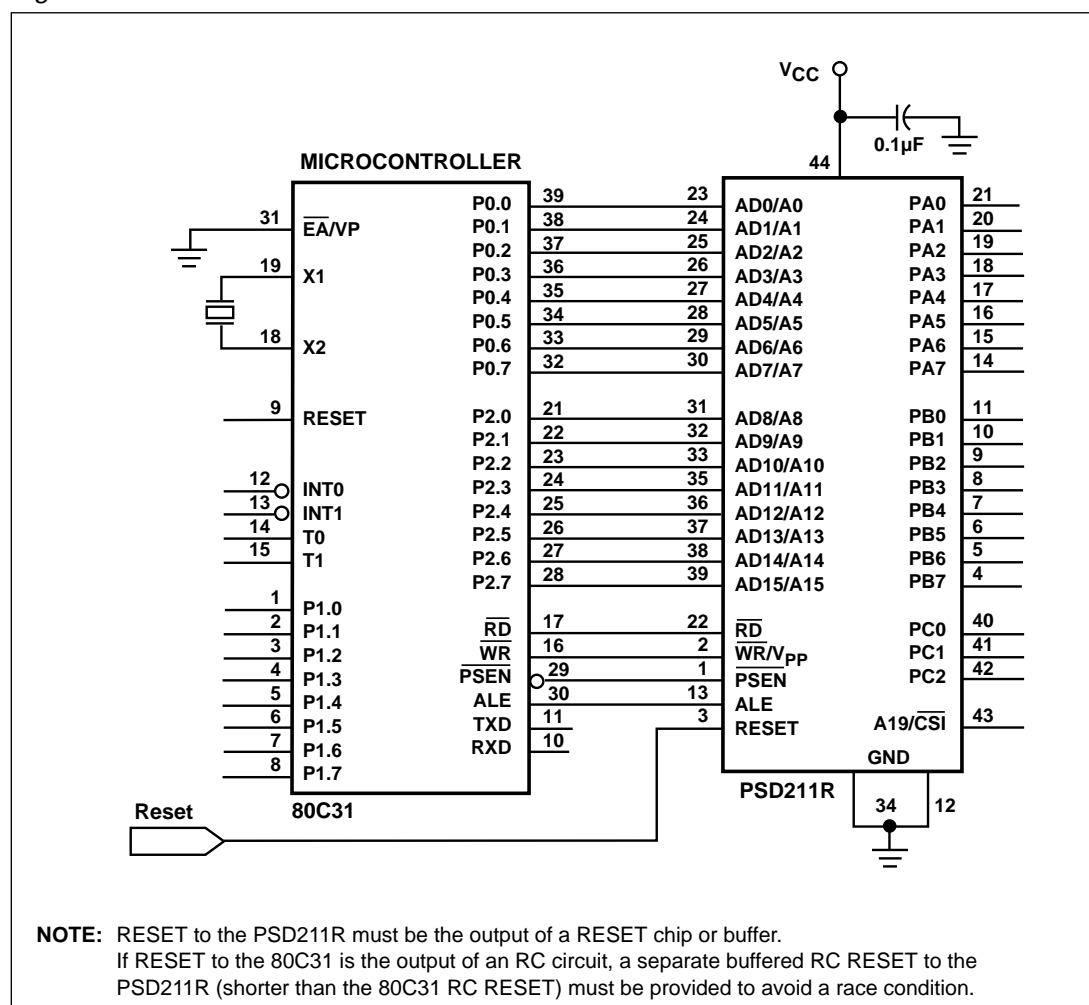 VCC
0.1µF
44
MICROCONTROLLER
31 EA/VP
19 X1
18 X2
9 RESET
12 INT0
13 INT1
14 T0
15 T1
1 P1.0
2 P1.1
3 P1.2
4 P1.3
5 P1.4
6 P1.5
7 P1.6
8 P1.7
P0.0 39
P0.1 38
P0.2 37
P0.3 36
P0.4 35
P0.5 34
P0.6 33
P0.7 32
P2.0 21
P2.1 22
P2.2 23
P2.3 24
P2.4 25
P2.5 26
P2.6 27
P2.7 28
RD 17
WR 16
PSEN 29
ALE 30
TXD 11
RXD 10
80C31
23 AD0/A0
24 AD1/A1
25 AD2/A2
26 AD3/A3
27 AD4/A4
28 AD5/A5
29 AD6/A6
30 AD7/A7
31 AD8/A8
32 AD9/A9
33 AD10/A10
35 AD11/A11
36 AD12/A12
37 AD13/A13
38 AD14/A14
39 AD15/A15
22 RD
2 WR/VPP
1 PSEN
13 ALE
3 RESET
PA0 21
PA1 20
PA2 19
PA3 18
PA4 17
PA5 16
PA6 15
PA7 14
PB0 11
PB1 10
PB2 9
PB3 8
PB4 7
PB5 6
PB6 5
PB7 4
PC0 40
PC1 41
PC2 42
A19/CSI 43
GND
PSD211R
34 12
Reset
NOTE: RESET to the PSD211R must be the output of a RESET chip or buffer.
If RESET to the 80C31 is the output of an RC circuit, a separate buffered RC RESET to the
PSD211R (shorter than the 80C31 RC RESET) must be provided to avoid a race condition.